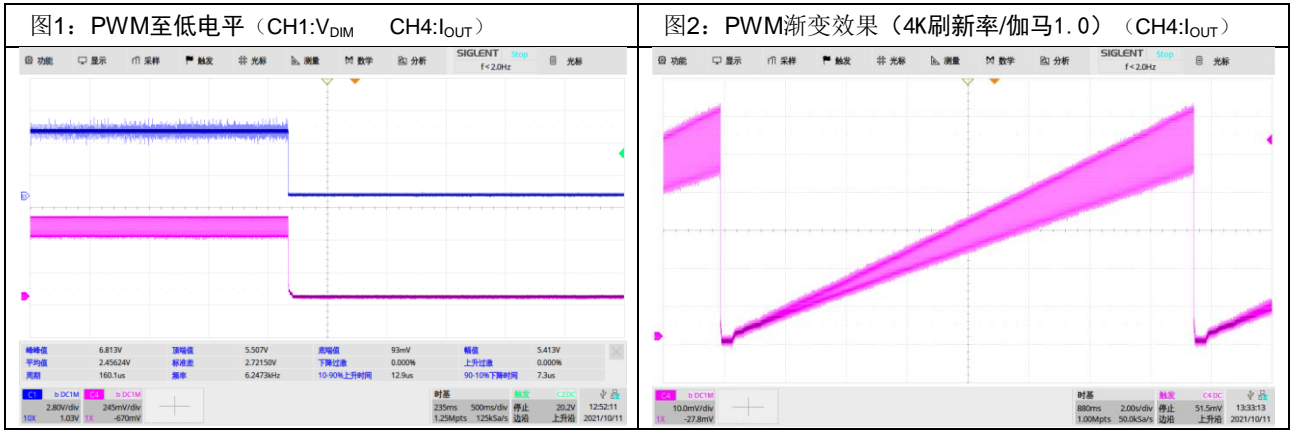 图1：PWM至低电平（CH1:VDIM CH4:IOUT）
功能 显示 采样 触发 光标 测量 数学 分析 SIGLENT Stop 光标
f < 2.0Hz
峰峰值 6.813V 顶端值 5.507V 底端值 93mV 幅值 5.413V
平均值 2.45624V 标准差 2.72150V 下降过激 0.000% 上升过激 0.000%
周期 160.1us 频率 6.2473kHz 10-90%上升时间 12.9us 90-10%下降时间 7.3us
C1 DC1M C4 DC1M 时基 触发 C2 DC
2.80V/div 245mV/div 235ms 500ms/div 停止 20.2V 12:52:11
10X 1.03V 1X -670mV 1.25Mpts 125kSa/s 边沿 上升沿 2021/10/11
图2：PWM渐变效果（4K刷新率/伽马1.0）（CH4:IOUT）
功能 显示 采样 触发 光标 测量 数学 分析 SIGLENT Stop 光标
f < 2.0Hz
C4 DC1M 时基 触发 C4 DC
10.0mV/div 880ms 2.00s/div 停止 51.5mV 13:33:13
1X -27.8mV 1.00Mpts 50.0kSa/s 边沿 上升沿 2021/10/11